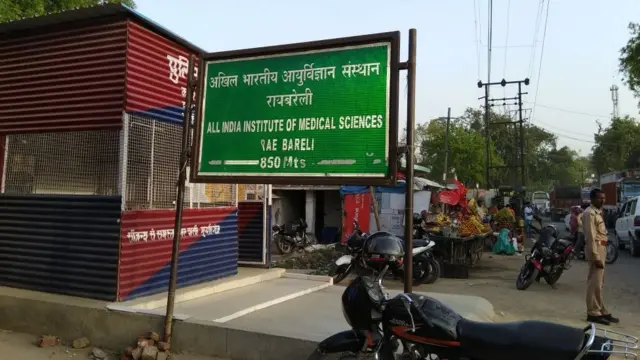 अखिल भारतीय आयुर्विज्ञान संस्थान
रायबरेली
ALL INDIA INSTITUTE OF MEDICAL SCIENCES
RAE BARELI
850 Mts